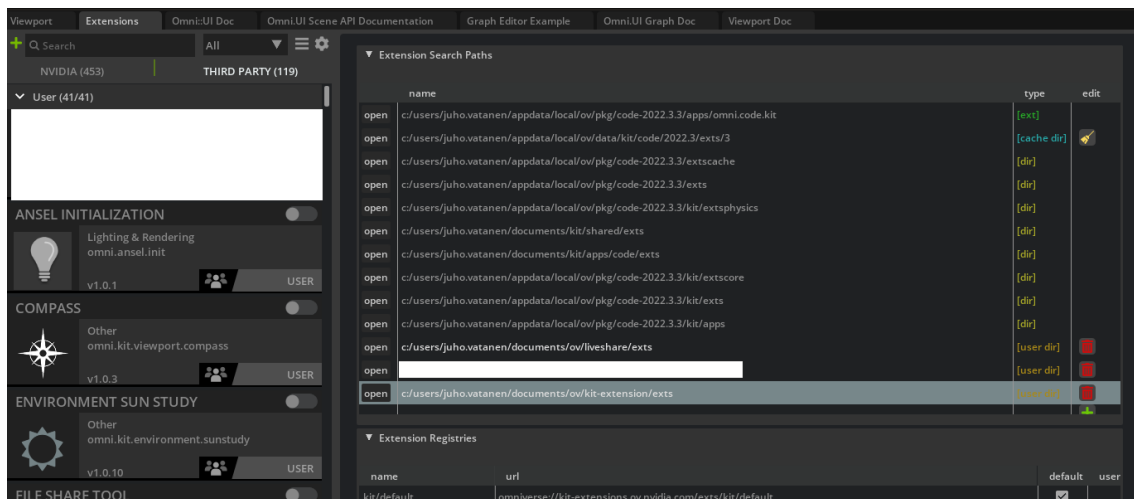 Viewport Extensions Omni::UI Doc Omni.UI Scene API Documentation Graph Editor Example Omni.UI Graph Doc Viewport Doc
Search All
NVIDIA (453) THIRD PARTY (119)
User (41/41)
ANSEL INITIALIZATION
Lighting & Rendering
omni.ansel.init
v1.0.1 USER
COMPASS
Other
omni.kit.viewport.compass
v1.0.3 USER
ENVIRONMENT SUN STUDY
Other
omni.kit.environment.sunstudy
v1.0.10 USER
FILE SHARE TOOL
Extension Search Paths
name type edit
open c:/users/juho.vatanen/appdata/local/ov/pkg/code-2022.3.3/apps/omni.code.kit [ext]
open c:/users/juho.vatanen/appdata/local/ov/data/kit/code/2022.3/exts/3 [cache dir]
open c:/users/juho.vatanen/appdata/local/ov/pkg/code-2022.3.3/extscache [dir]
open c:/users/juho.vatanen/appdata/local/ov/pkg/code-2022.3.3/exts [dir]
open c:/users/juho.vatanen/appdata/local/ov/pkg/code-2022.3.3/kit/extsphysics [dir]
open c:/users/juho.vatanen/documents/kit/shared/exts [dir]
open c:/users/juho.vatanen/documents/kit/apps/code/exts [dir]
open c:/users/juho.vatanen/appdata/local/ov/pkg/code-2022.3.3/kit/extscore [dir]
open c:/users/juho.vatanen/appdata/local/ov/pkg/code-2022.3.3/kit/exts [dir]
open c:/users/juho.vatanen/appdata/local/ov/pkg/code-2022.3.3/kit/apps [dir]
open c:/users/juho.vatanen/documents/ov/liveshare/exts [user dir]
open [user dir]
open c:/users/juho.vatanen/documents/ov/kit-extension/exts [user dir]
Extension Registries
name url default user
kit/default omniverse://kit-extensions.ov.nvidia.com/exts/kit/default